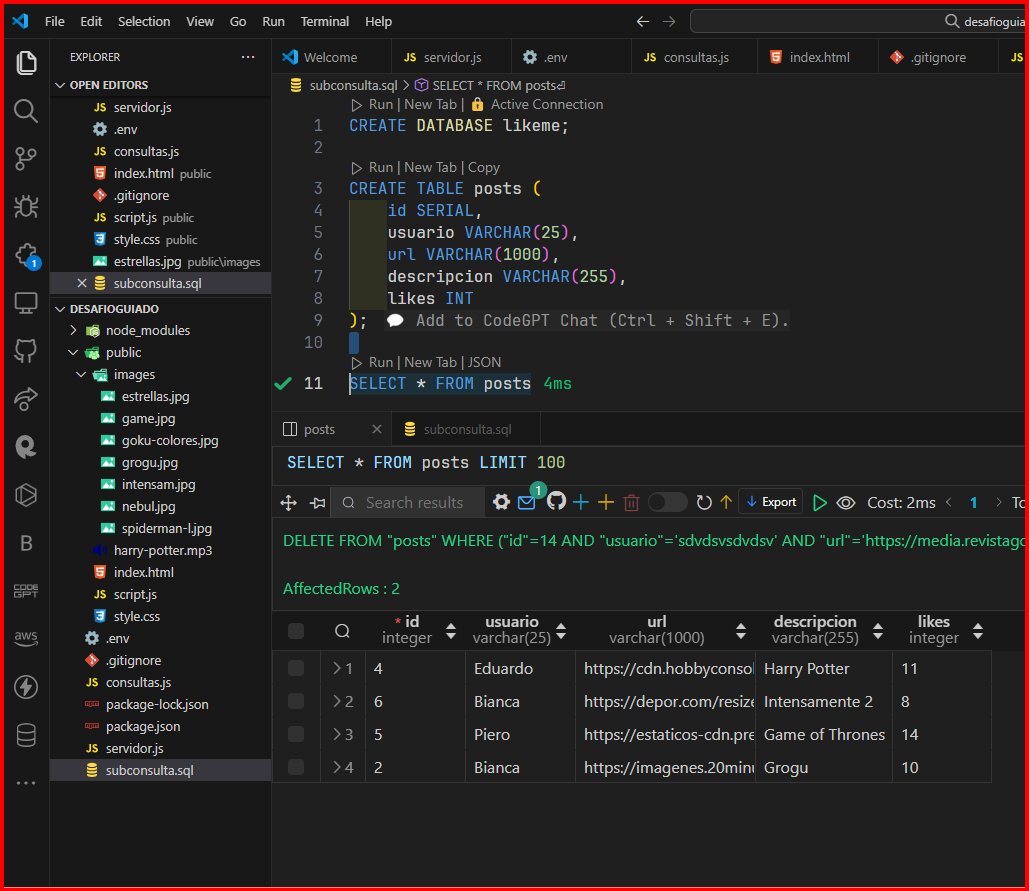 File Edit Selection View Go Run Terminal Help
desafioguia
EXPLORER
OPEN EDITORS
JS servidor.js
.env
JS consultas.js
index.html public
.gitignore
JS script.js public
style.css public
estrellas.jpg public\images
subconsulta.sql
DESAFIOGUIADO
node_modules
public
images
estrellas.jpg
game.jpg
goku-colores.jpg
grogu.jpg
intensam.jpg
nebul.jpg
spiderman-l.jpg
harry-potter.mp3
index.html
JS script.js
style.css
.env
.gitignore
JS consultas.js
package-lock.json
package.json
JS servidor.js
subconsulta.sql
1
B
CODE GPT
aws
Welcome JS servidor.js .env JS consultas.js index.html .gitignore JS
subconsulta.sql > SELECT * FROM posts⏎
Run | New Tab | Active Connection
1 CREATE DATABASE likeme;
2
Run | New Tab | Copy
3 CREATE TABLE posts (
4 id SERIAL,
5 usuario VARCHAR(25),
6 url VARCHAR(1000),
7 descripcion VARCHAR(255),
8 likes INT
9 ); Add to CodeGPT Chat (Ctrl + Shift + E).
10
Run | New Tab | JSON
11 SELECT * FROM posts 4ms
posts subconsulta.sql
SELECT * FROM posts LIMIT 100
Search results 1 Export Cost: 2ms < 1 > To
DELETE FROM "posts" WHERE ("id"=14 AND "usuario"='sdvdsvsdvdsv' AND "url"='https://media.revistagq
AffectedRows : 2
* id usuario url descripcion likes
integer varchar(25) varchar(1000) varchar(255) integer
> 1 4 Eduardo https://cdn.hobbyconsol Harry Potter 11
> 2 6 Bianca https://depor.com/resize Intensamente 2 8
> 3 5 Piero https://estaticos-cdn.pre Game of Thrones 14
> 4 2 Bianca https://imagenes.20minu Grogu 10